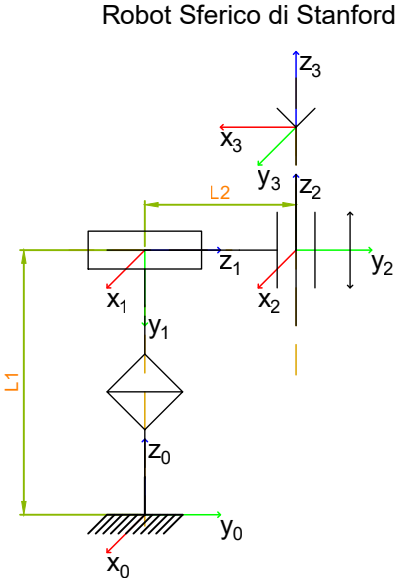 Robot Sferico di Stanford
z₃
x₃
y₃
z₂
L2
z₁
y₂
x₁
x₂
y₁
L1
z₀
y₀
x₀